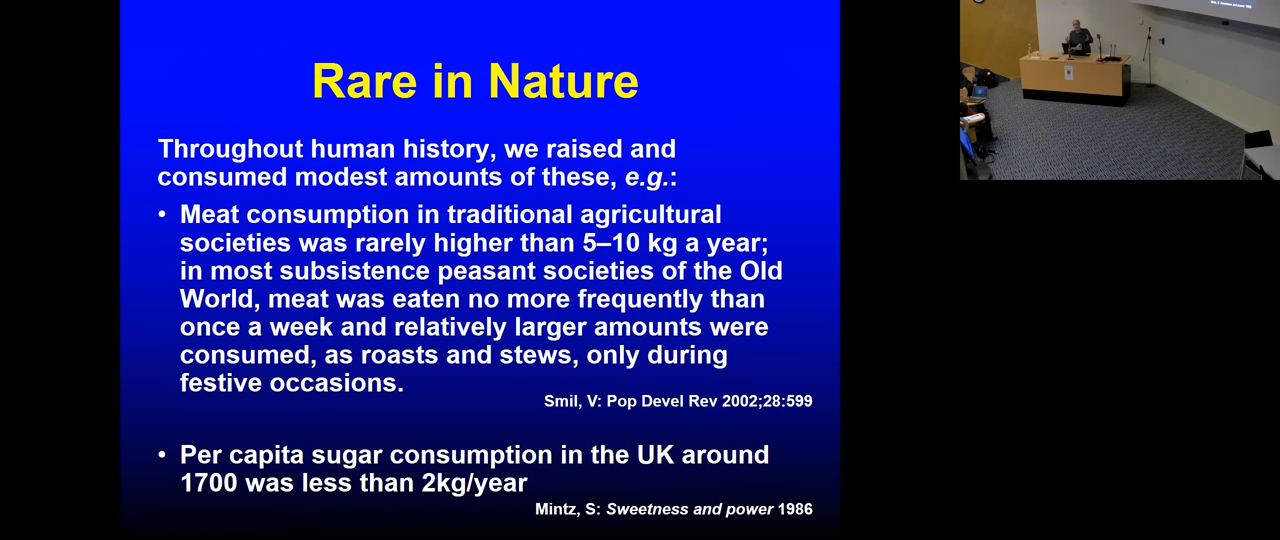 Rare in Nature
Throughout human history, we raised and
consumed modest amounts of these, e.g.:
• Meat consumption in traditional agricultural
societies was rarely higher than 5–10 kg a year;
in most subsistence peasant societies of the Old
World, meat was eaten no more frequently than
once a week and relatively larger amounts were
consumed, as roasts and stews, only during
festive occasions.
Smil, V: Pop Devel Rev 2002;28:599
• Per capita sugar consumption in the UK around
1700 was less than 2kg/year
Mintz, S: Sweetness and power 1986